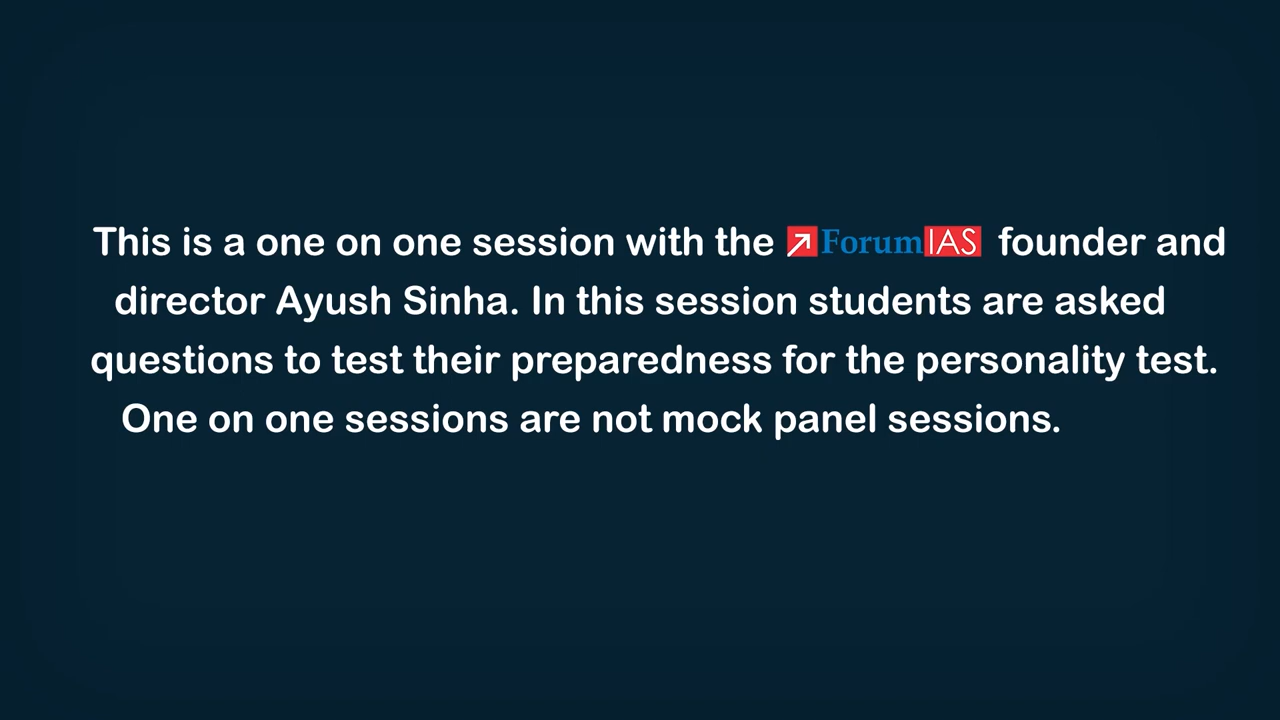 This is a one on one session with the ForumIAS founder and
director Ayush Sinha. In this session students are asked
questions to test their preparedness for the personality test.
One on one sessions are not mock panel sessions.